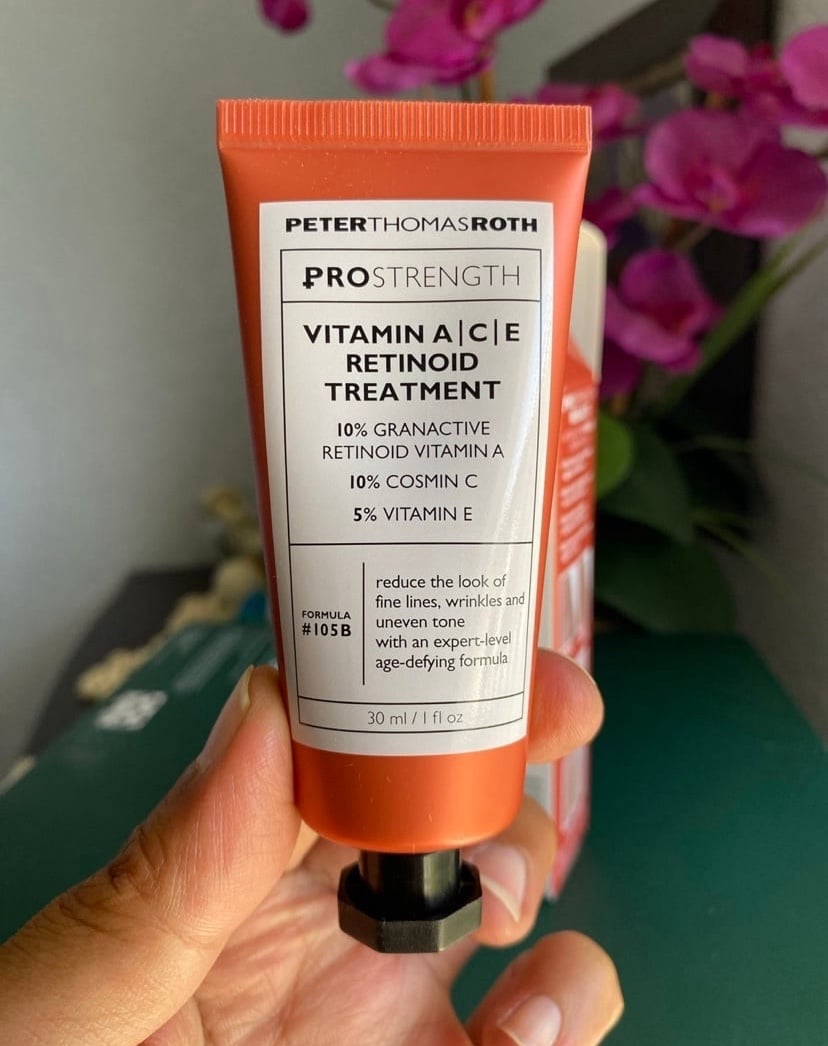 PETERTHOMASROTH
PROSTRENGTH
VITAMIN A|C|E
RETINOID
TREATMENT
10% GRANACTIVE
RETINOID VITAMIN A
10% COSMIN C
5% VITAMIN E
FORMULA
#105B
reduce the look of
fine lines, wrinkles and
uneven tone
with an expert-level
age-defying formula
30 ml / 1 fl oz